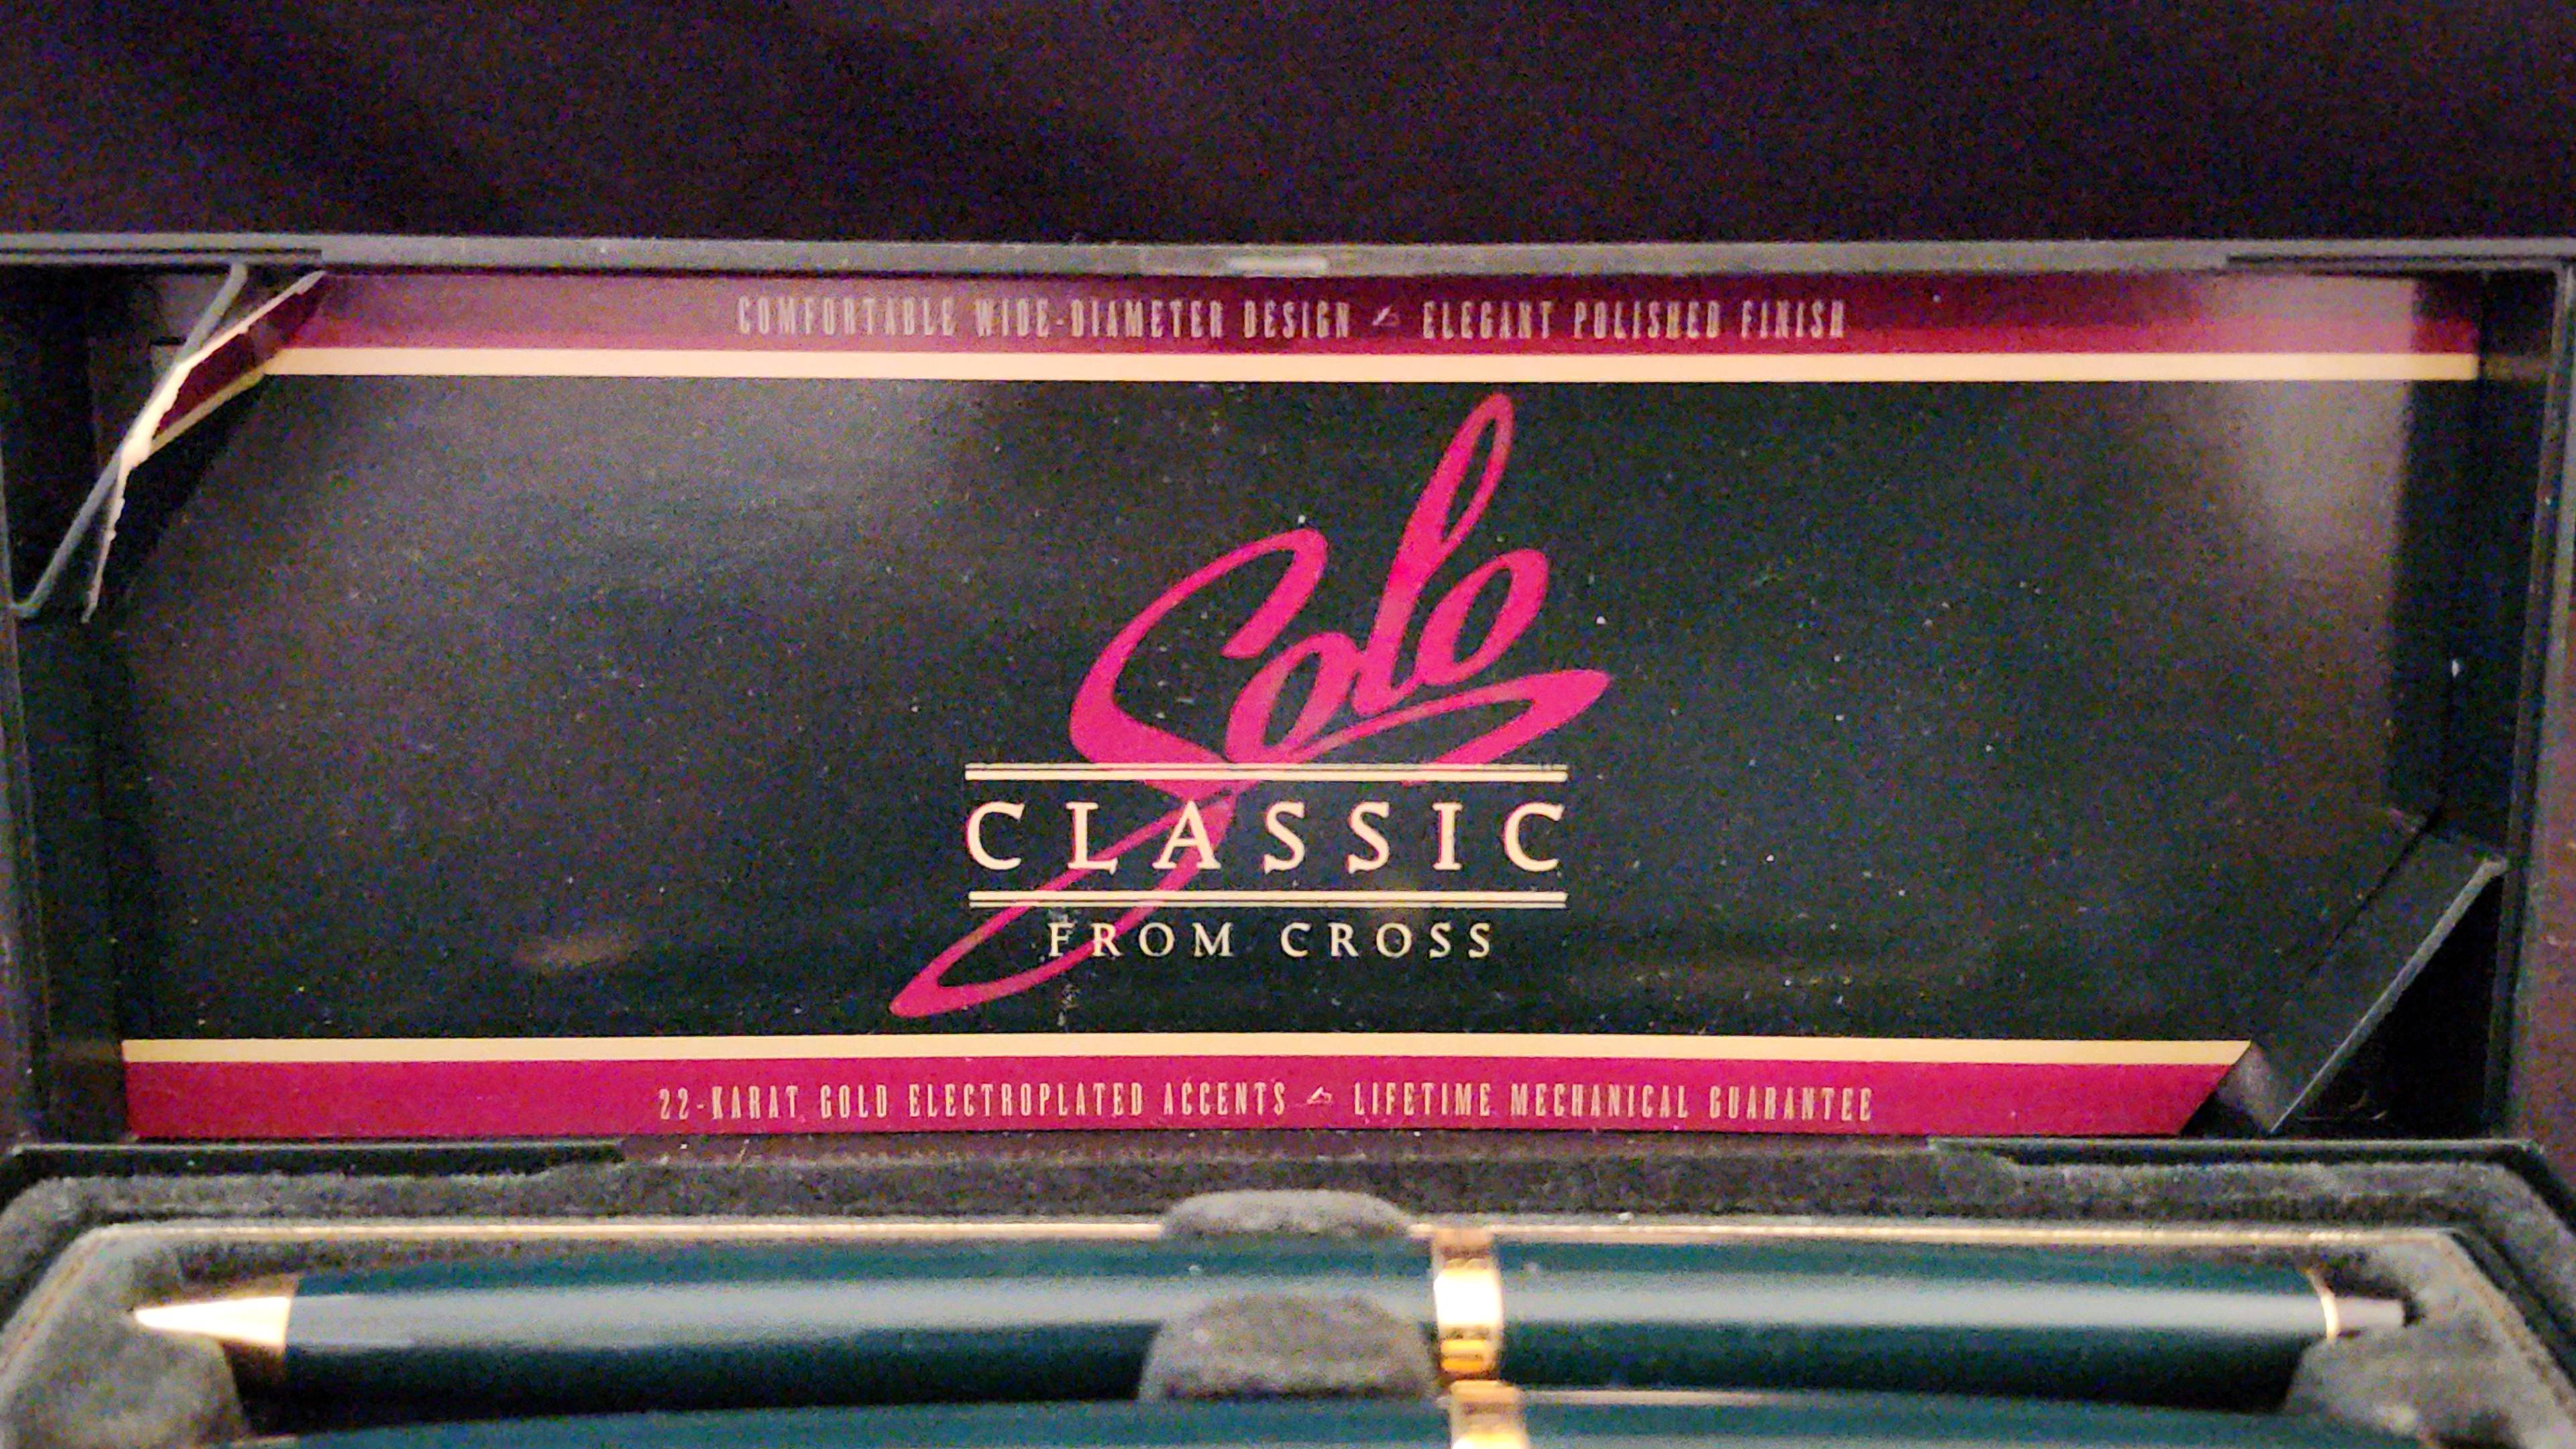 COMFORTABLE WIDE-DIAMETER DESIGN ELEGANT POLISHED FINISH
Solo
CLASSIC
FROM CROSS
22-KARAT GOLD ELECTROPLATED ACCENTS LIFETIME MECHANICAL GUARANTEE